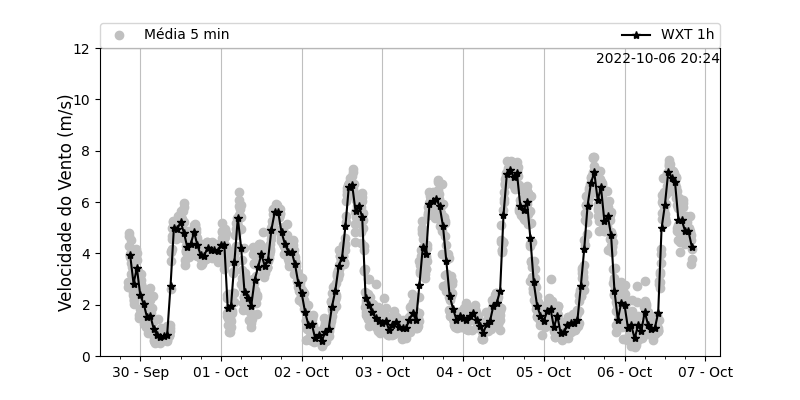 Média 5 min
WXT 1h
2022-10-06 20:24
Velocidade do Vento (m/s)
12
10
8
6
4
2
0
30 - Sep
01 - Oct
02 - Oct
03 - Oct
04 - Oct
05 - Oct
06 - Oct
07 - Oct